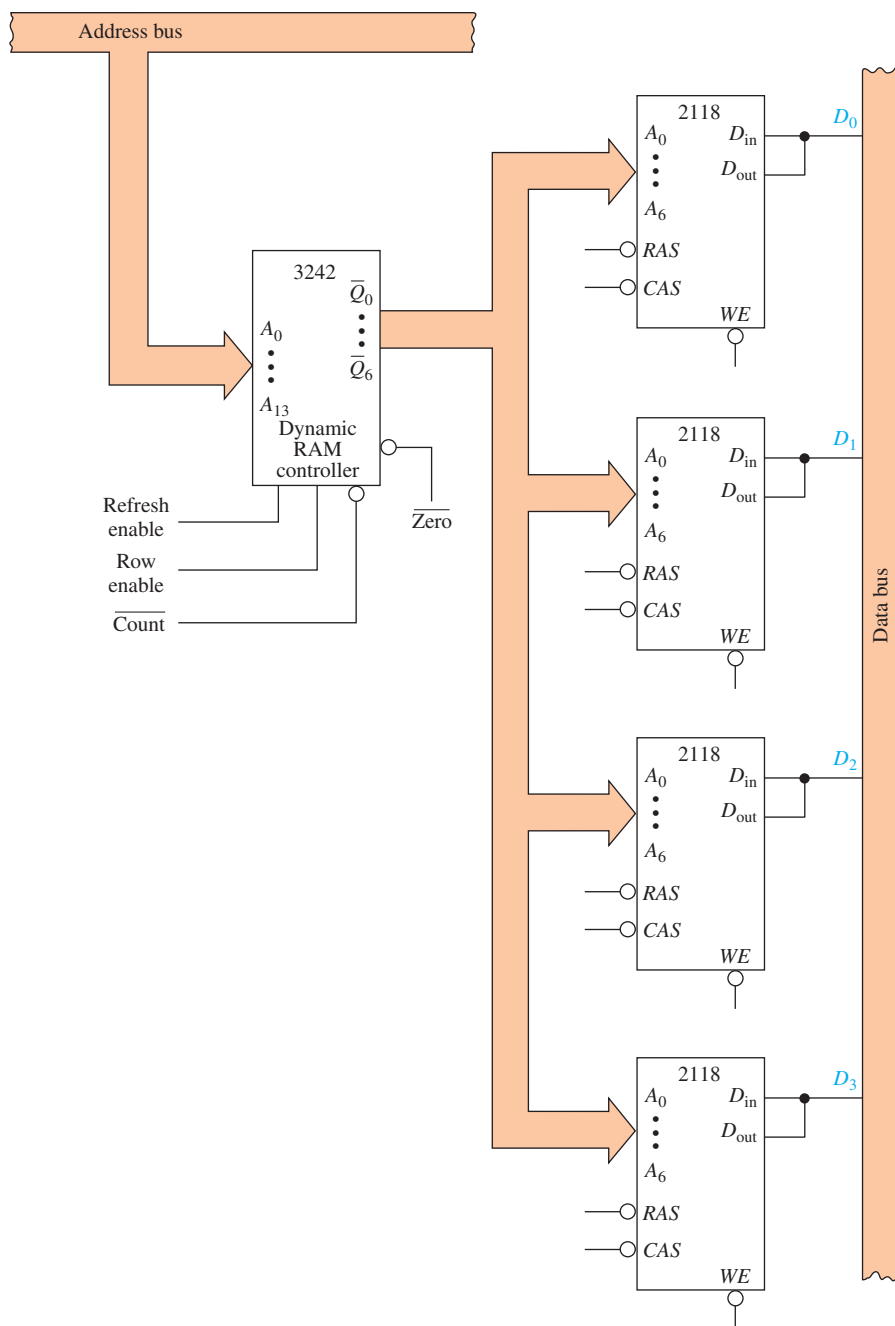 Address bus
3242
A0
A13
Q̅0
Q̅6
Dynamic
RAM
controller
Refresh
enable
Row
enable
C̅o̅u̅n̅t̅
Z̅e̅r̅o̅
2118
A0
A6
Din
Dout
RAS
CAS
WE
D0
2118
A0
A6
Din
Dout
RAS
CAS
WE
D1
2118
A0
A6
Din
Dout
RAS
CAS
WE
D2
2118
A0
A6
Din
Dout
RAS
CAS
WE
D3
Data bus